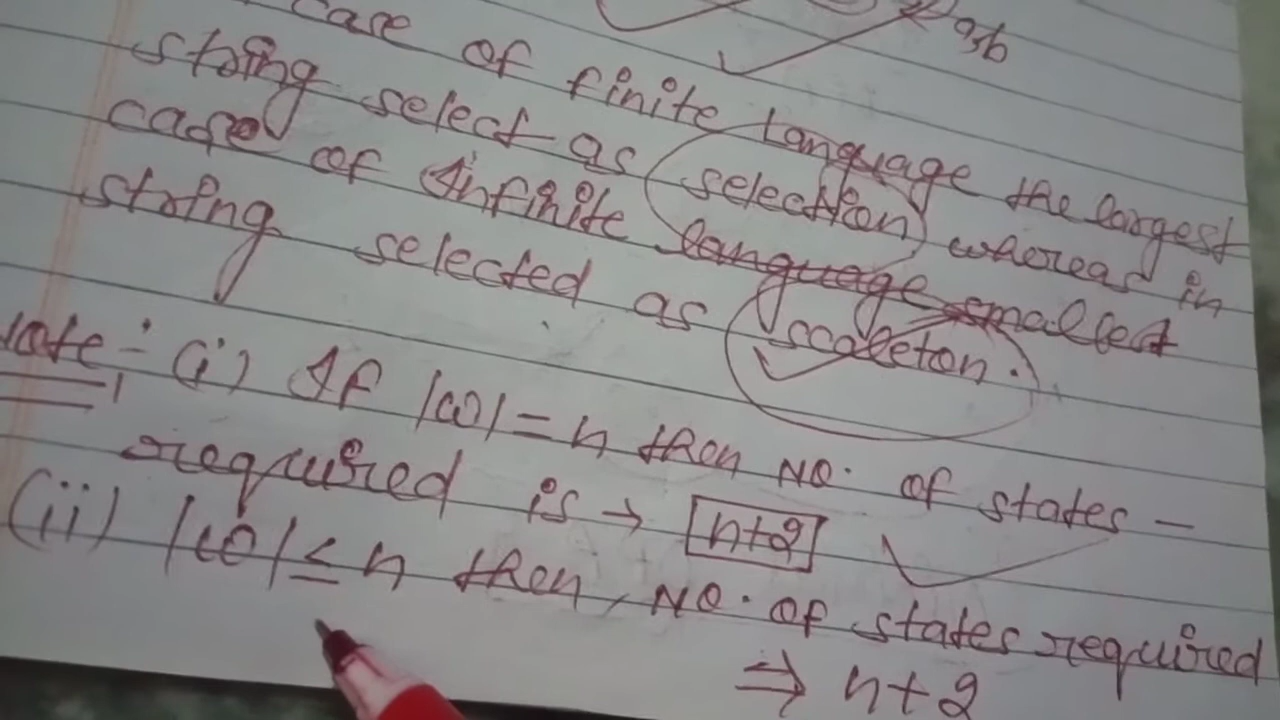 a,b
case of finite language the largest
string select as selection whereas in
case of Infinite language smallest
string selected as scaleton.
Note:- (i) If |ω| = n then NO. of states -
required is → n+2
(ii) |ω| ≤ n then, NO. of states required
⇒ n+2